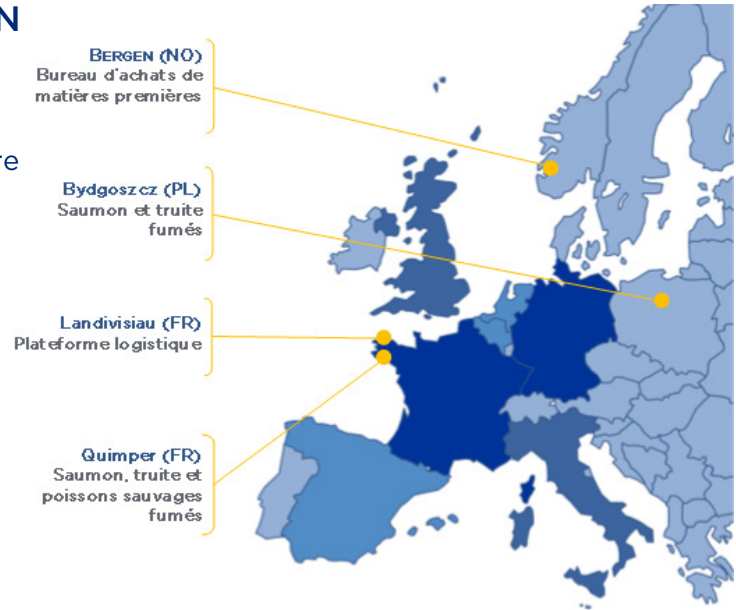 N
BERGEN (NO)
Bureau d'achats de
matières premières
re
Bydgoszcz (PL)
Saumon et truite
fumés
Landivisiau (FR)
Plateforme logistique
Quimper (FR)
Saumon, truite et
poissons sauvages
fumés